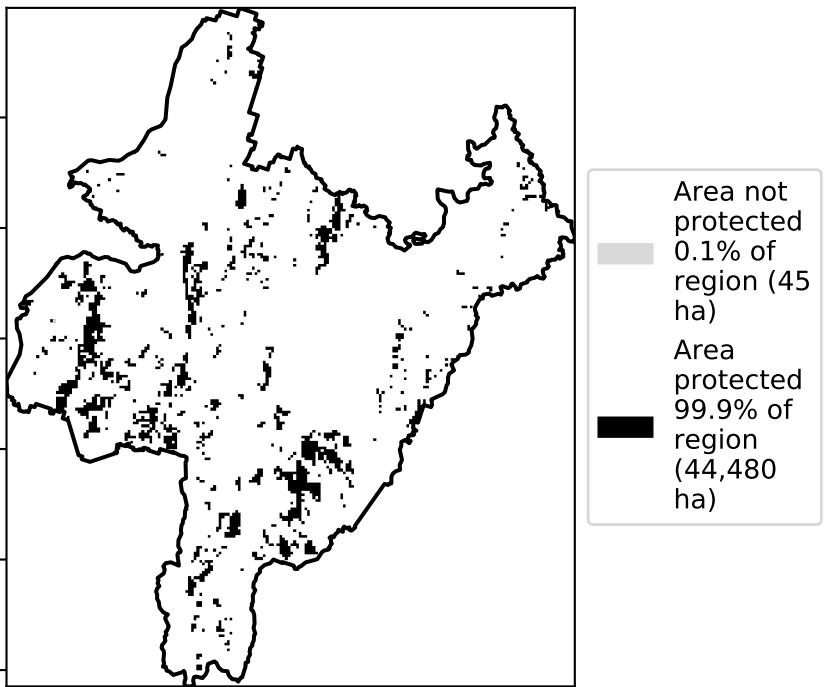 Area not
protected
0.1% of
region (45
ha)
Area
protected
99.9% of
region
(44,480
ha)